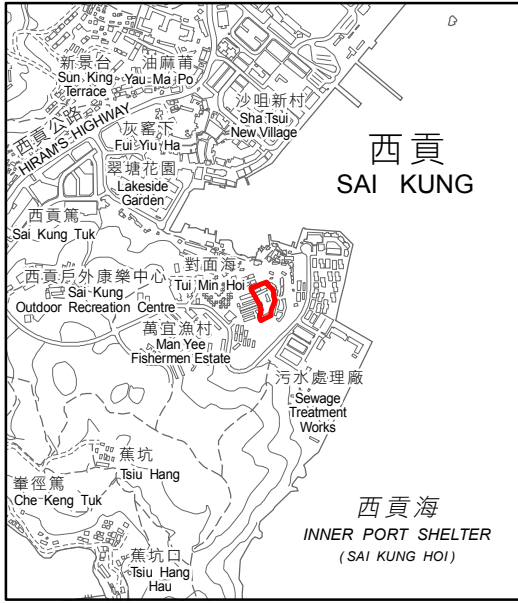 新景台
Sun King
Terrace
油麻莆
Yau Ma Po
沙咀新村
Sha Tsui
New Village
西貢公路
HIRAM'S HIGHWAY
灰窰下
Fui Yiu Ha
西貢
SAI KUNG
翠塘花園
Lakeside
Garden
西貢篤
Sai Kung Tuk
對面海
Tui Min Hoi
西貢戶外康樂中心
Sai Kung
Outdoor Recreation Centre
萬宜漁村
Man Yee
Fishermen Estate
污水處理廠
Sewage
Treatment
Works
蕉坑
Tsiu Hang
輋徑篤
Che Keng Tuk
西貢海
INNER PORT SHELTER
(SAI KUNG HOI)
蕉坑口
Tsiu Hang
Hau